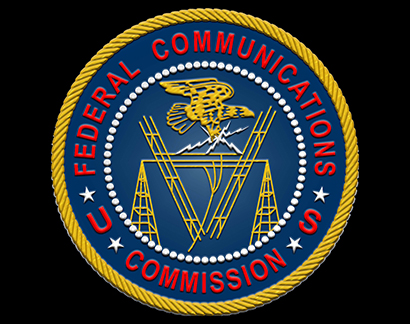 FEDERAL COMMUNICATIONS
COMMISSION
U S